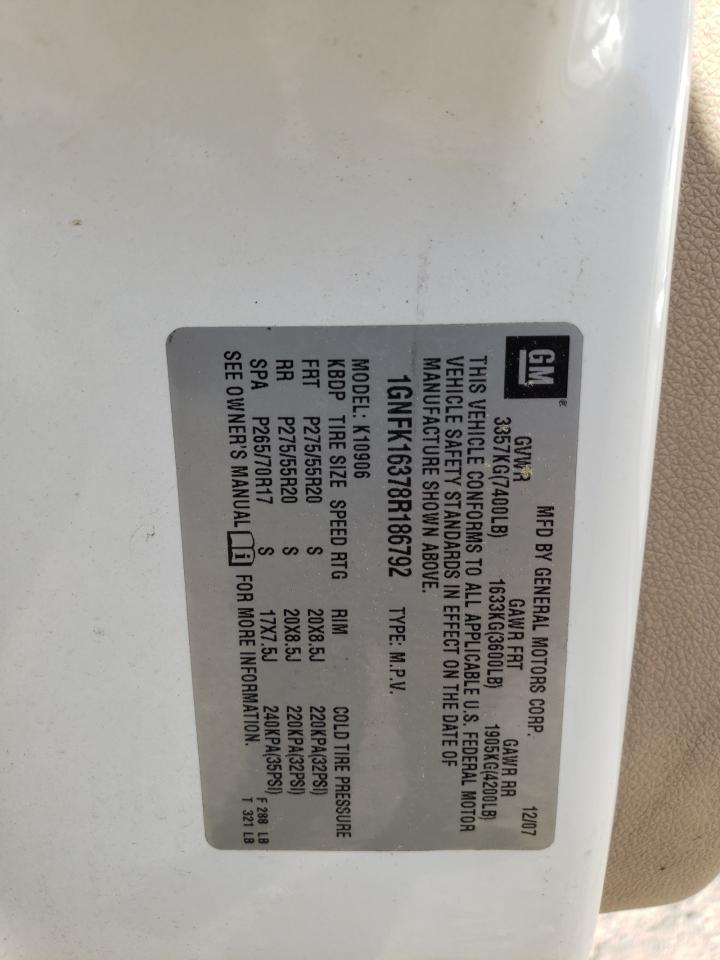 GM ®
MFD BY GENERAL MOTORS CORP. 12/07
GVWR GAWR FRT GAWR RR
3357KG(7400LB) 1633KG(3600LB) 1905KG(4200LB)
THIS VEHICLE CONFORMS TO ALL APPLICABLE U.S. FEDERAL MOTOR
VEHICLE SAFETY STANDARDS IN EFFECT ON THE DATE OF
MANUFACTURE SHOWN ABOVE.
1GNFK16378R186792 TYPE: M.P.V.
MODEL: K10906
KBDP TIRE SIZE SPEED RTG RIM COLD TIRE PRESSURE
FRT P275/55R20 S 20X8.5J 220KPA(32PSI)
RR P275/55R20 S 20X8.5J 220KPA(32PSI)
SPA P265/70R17 S 17X7.5J 240KPA(35PSI)
SEE OWNER'S MANUAL i FOR MORE INFORMATION.
F 288 LB
T 321 LB